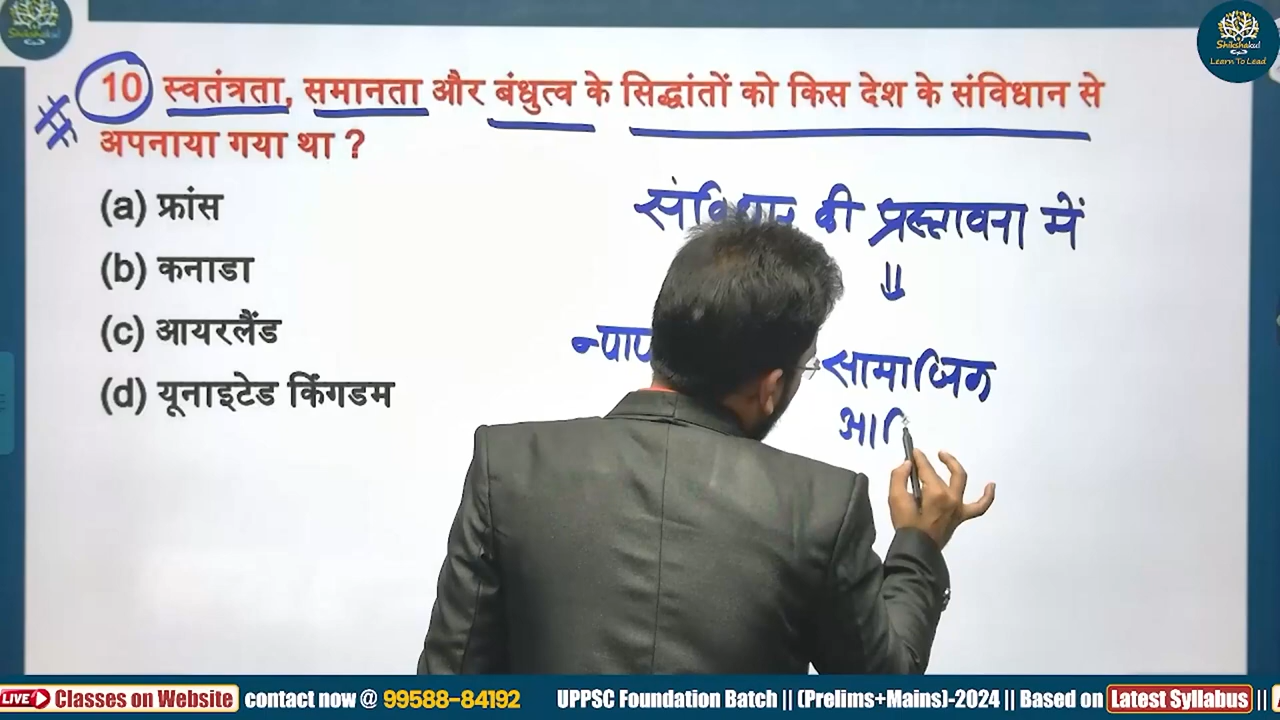 Shikshakul
Shikshakul
Learn To Lead
10 स्वतंत्रता, समानता और बंधुत्व के सिद्धांतों को किस देश के संविधान से
अपनाया गया था ?
(a) फ्रांस
(b) कनाडा
(c) आयरलैंड
(d) यूनाइटेड किंगडम
की प्रस्तावना में
सामाजिक
LIVE Classes on Website contact now @ 99588-84192 UPPSC Foundation Batch || (Prelims+Mains)-2024 || Based on Latest Syllabus ||